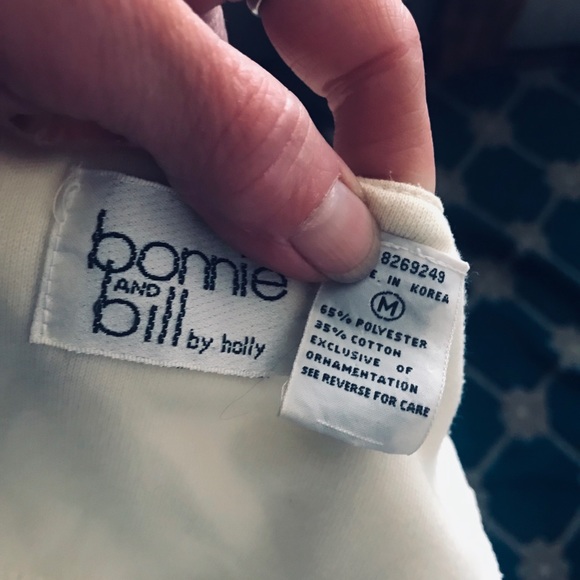 bonnie
AND
bill by holly
8269249
E. IN KOREA
M
65% POLYESTER
35% COTTON
EXCLUSIVE OF
ORNAMENTATION
SEE REVERSE FOR CARE